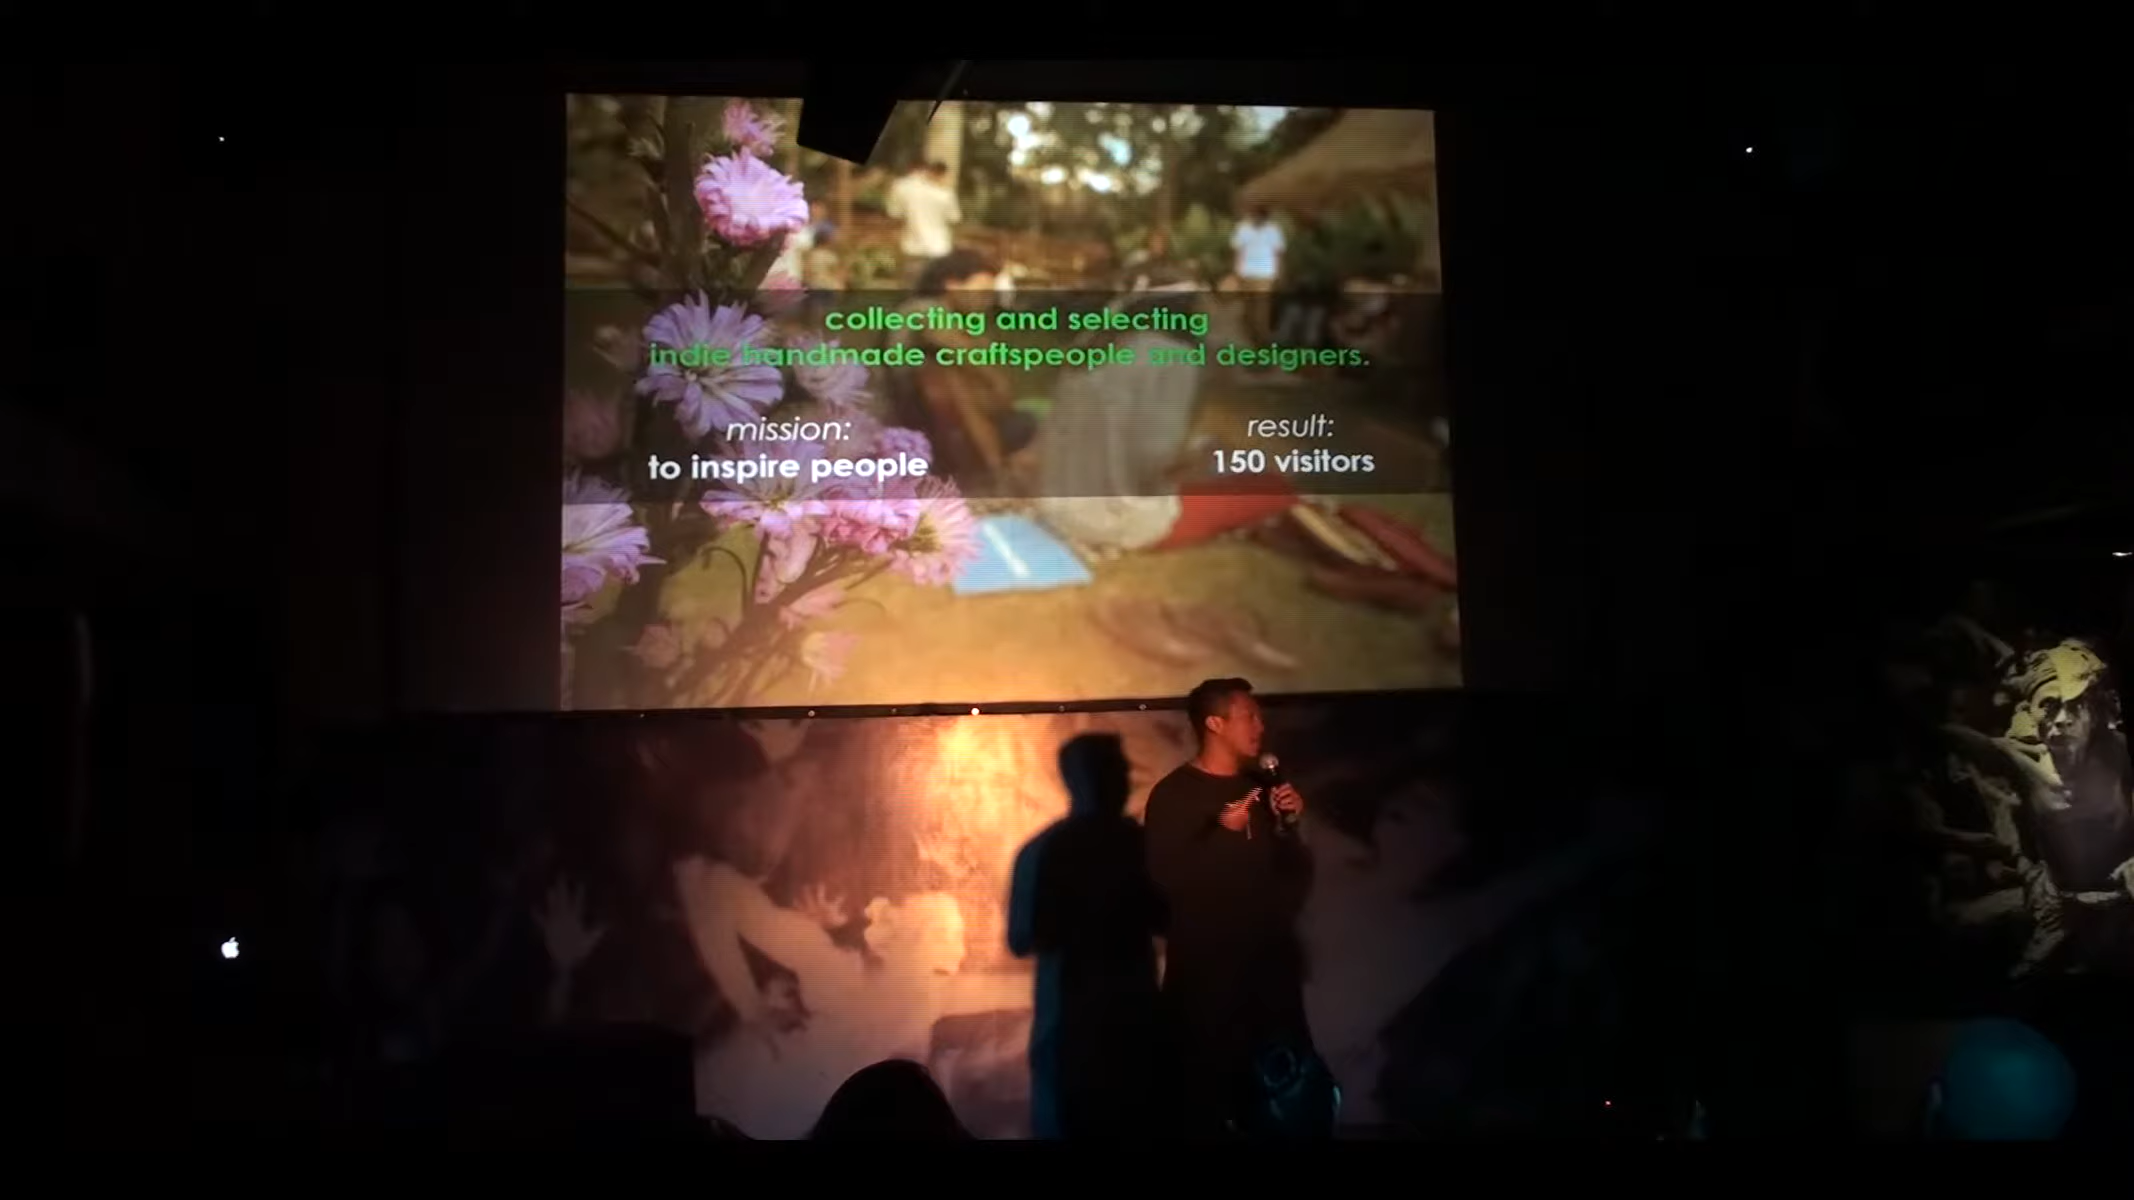 collecting and selecting
indie handmade craftspeople and designers.
mission:
to inspire people
result:
150 visitors